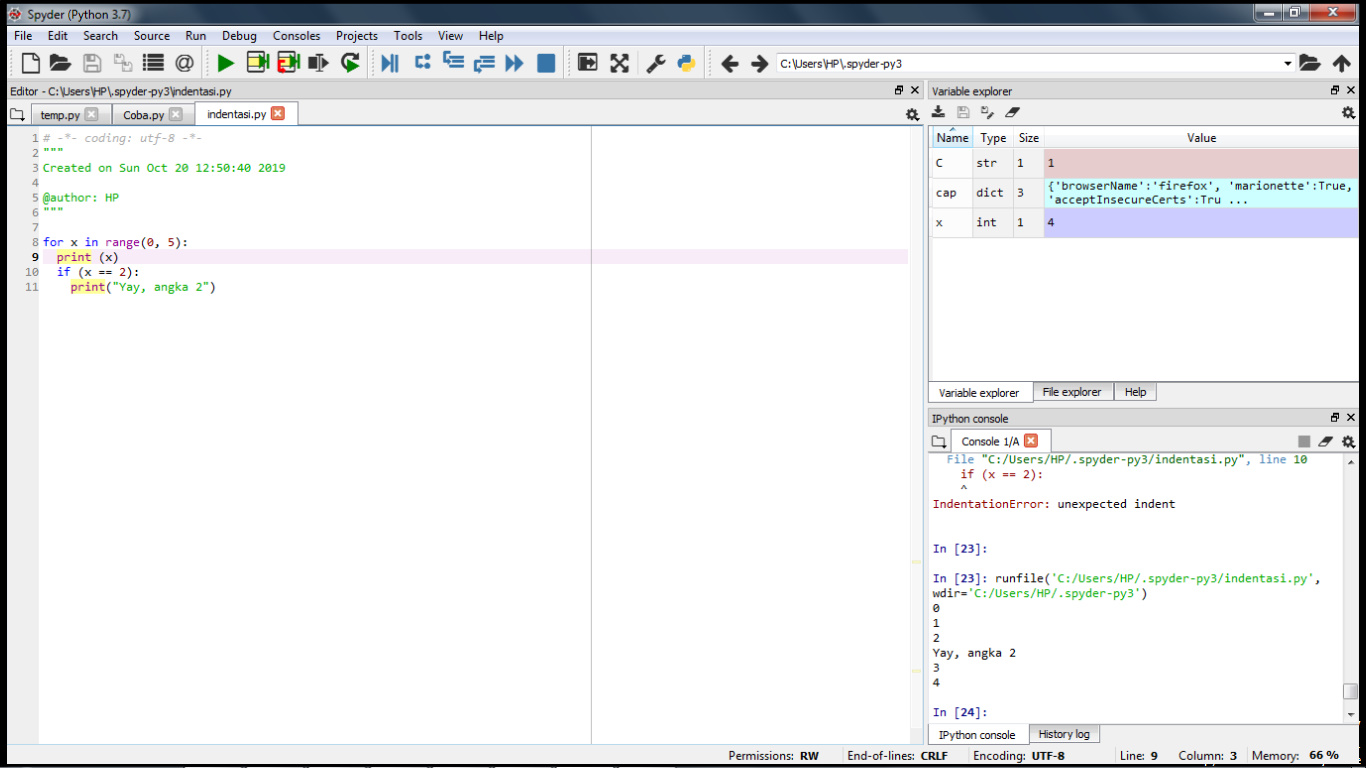 Spyder (Python 3.7)
File Edit Search Source Run Debug Consoles Projects Tools View Help
C:\Users\HP\.spyder-py3
Editor - C:\Users\HP\.spyder-py3\indentasi.py
temp.py Coba.py indentasi.py
1 # -*- coding: utf-8 -*-
2 """
3 Created on Sun Oct 20 12:50:40 2019
4
5 @author: HP
6 """
7
8 for x in range(0, 5):
9   print (x)
10   if (x == 2):
11     print("Yay, angka 2")
Variable explorer
Name Type Size Value
C str 1 1
cap dict 3 {'browserName':'firefox', 'marionette':True,
'acceptInsecureCerts':Tru ...
x int 1 4
Variable explorer File explorer Help
IPython console
Console 1/A
File "C:/Users/HP/.spyder-py3/indentasi.py", line 10
if (x == 2):
^
IndentationError: unexpected indent
In [23]:
In [23]: runfile('C:/Users/HP/.spyder-py3/indentasi.py',
wdir='C:/Users/HP/.spyder-py3')
0
1
2
Yay, angka 2
3
4
In [24]:
IPython console History log
Permissions: RW End-of-lines: CRLF Encoding: UTF-8 Line: 9 Column: 3 Memory: 66 %